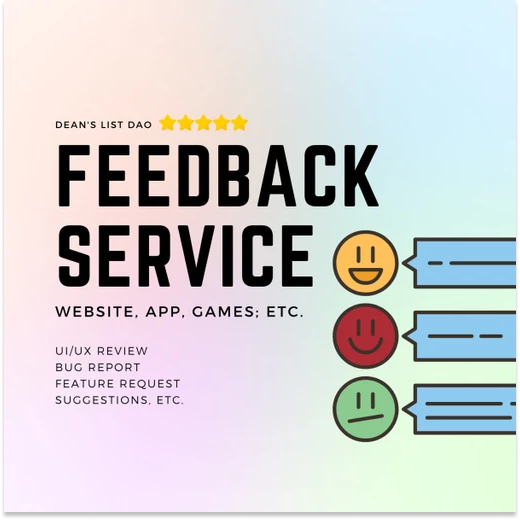 DEAN'S LIST DAO
FEEDBACK
SERVICE
WEBSITE, APP, GAMES; ETC.
UI/UX REVIEW
BUG REPORT
FEATURE REQUEST
SUGGESTIONS, ETC.